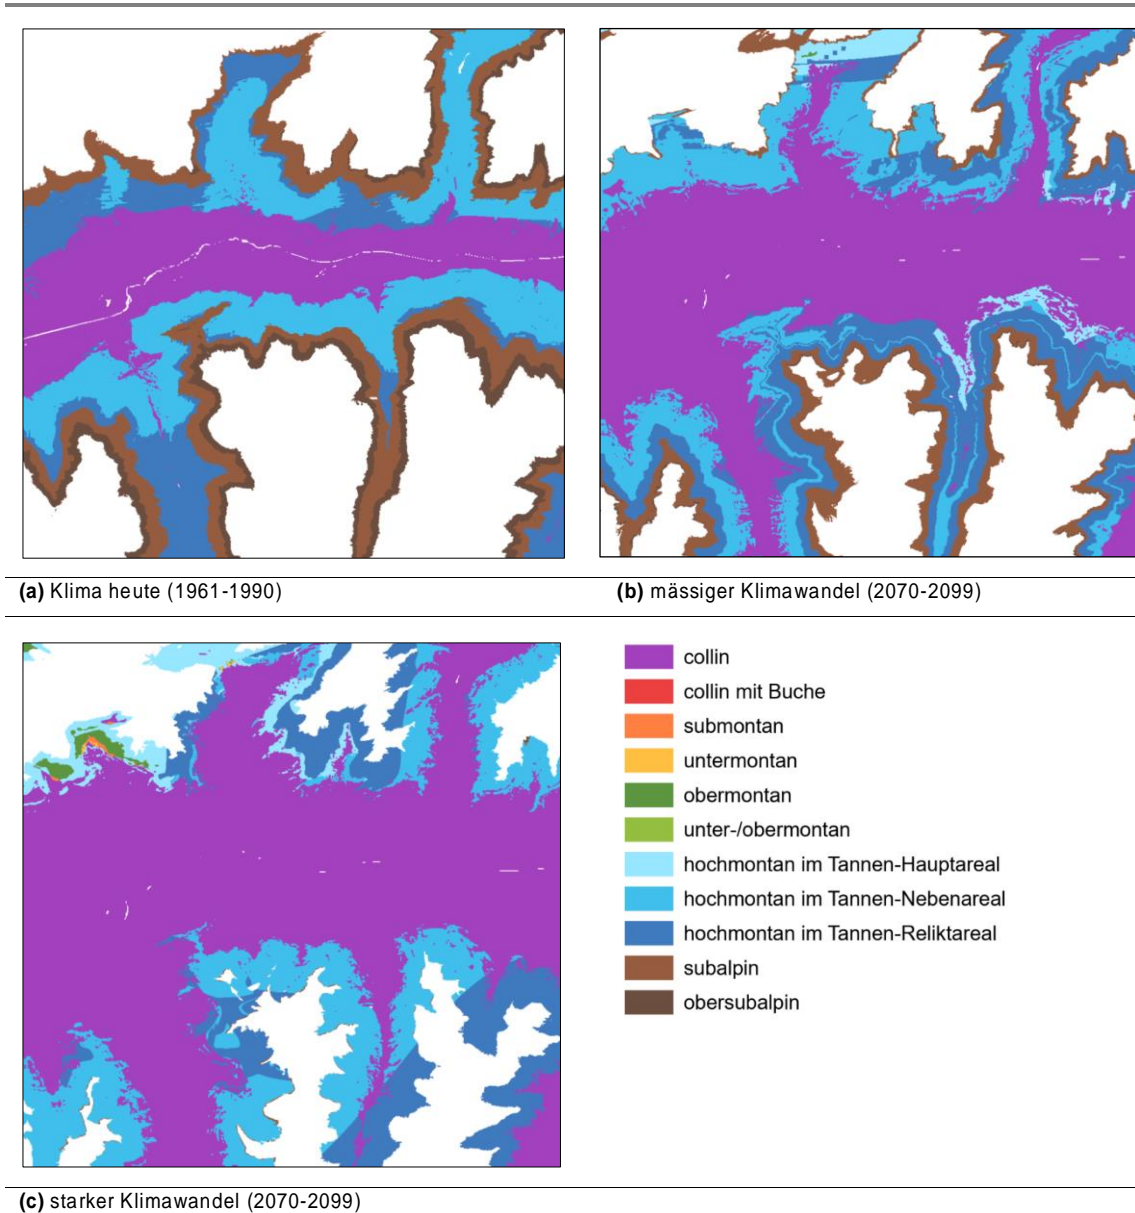 (a) Klima heute (1961-1990)
(b) mässiger Klimawandel (2070-2099)
collin
collin mit Buche
submontan
untermontan
obermontan
unter-/obermontan
hochmontan im Tannen-Hauptareal
hochmontan im Tannen-Nebenareal
hochmontan im Tannen-Reliktareal
subalpin
obersubalpin
(c) starker Klimawandel (2070-2099)